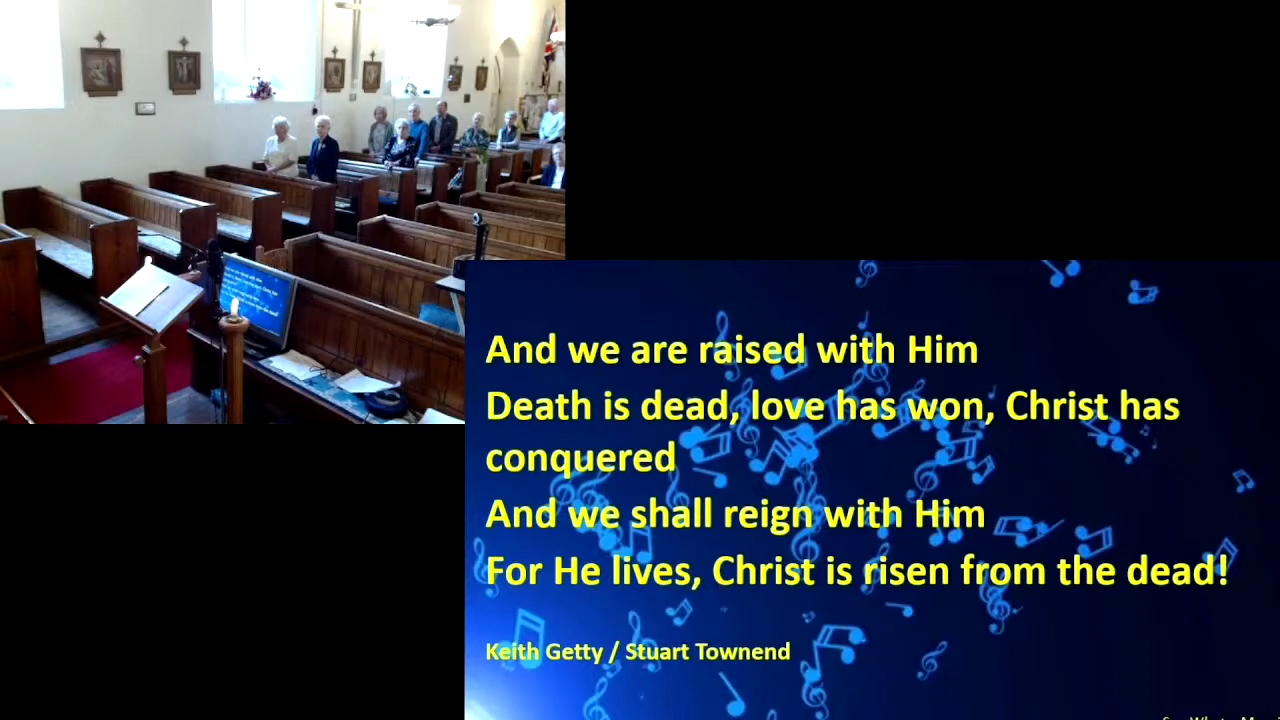 And we are raised with Him
Death is dead, love has won, Christ has
conquered
And we shall reign with Him
For He lives, Christ is risen from the dead!
Keith Getty / Stuart Townend